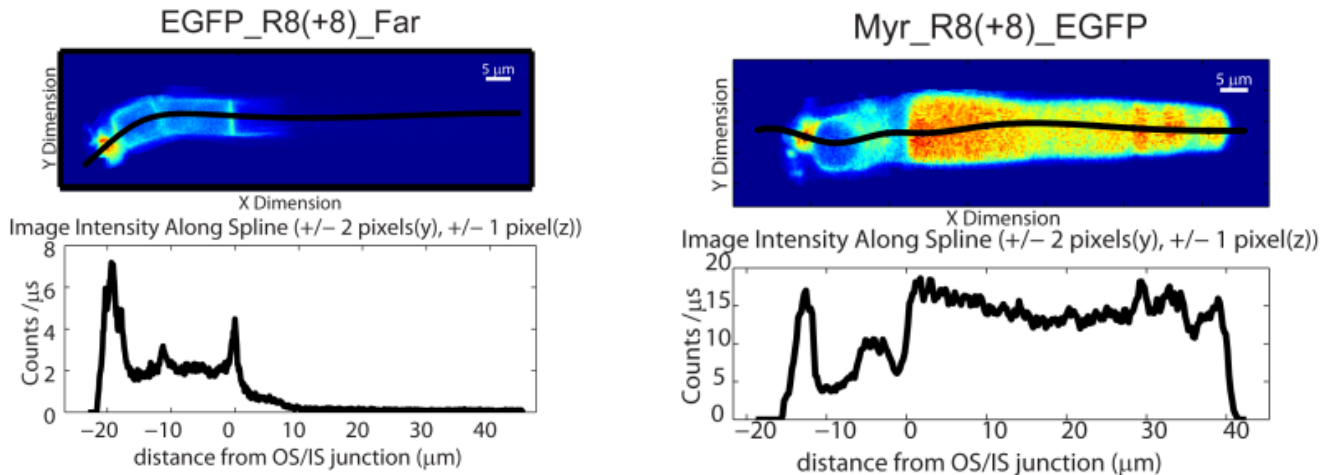 EGFP_R8(+8)_Far
5 μm
Y Dimension
X Dimension
Image Intensity Along Spline (+/− 2 pixels(y), +/− 1 pixel(z))
8
6
4
2
0
Counts /μs
−20 −10 0 10 20 30 40
distance from OS/IS junction (μm)
Myr_R8(+8)_EGFP
5 μm
Y Dimension
X Dimension
Image Intensity Along Spline (+/− 2 pixels(y), +/− 1 pixel(z))
20
15
10
5
0
Counts /μs
−20 −10 0 10 20 30 40
distance from OS/IS junction (μm)